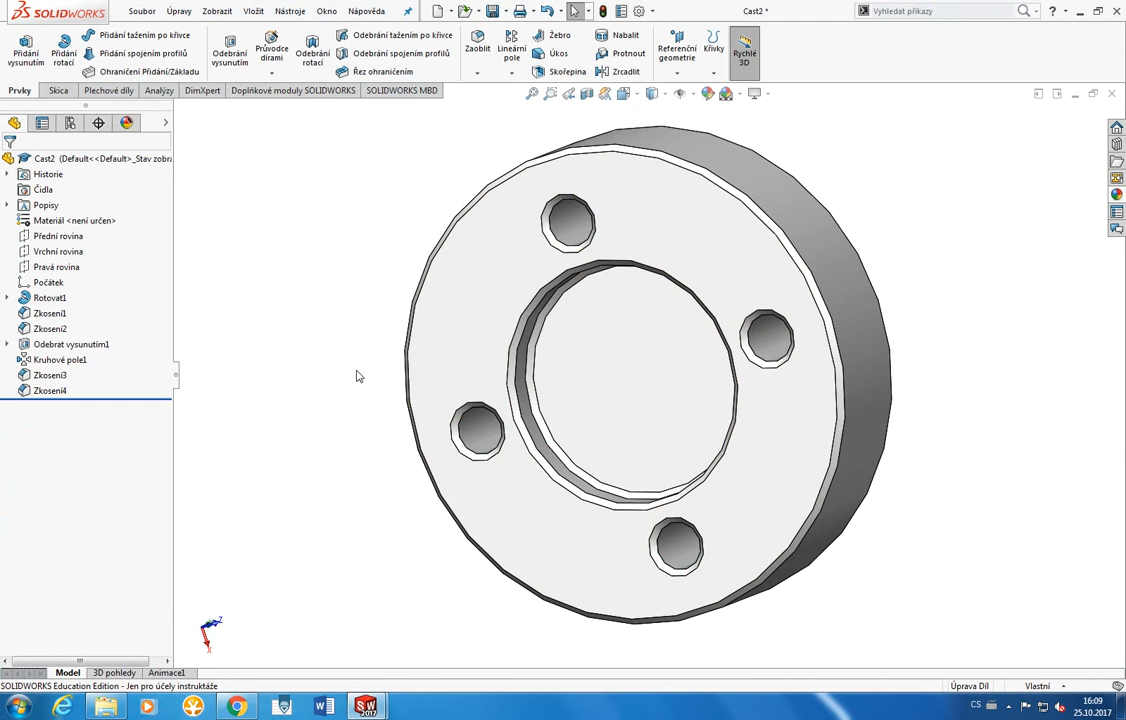 SOLIDWORKS Soubor Úpravy Zobrazit Vložit Nástroje Okno Nápověda Cast2 * Vyhledat příkazy
Přidání vysunutím
Přidání rotací
Přidání tažením po křivce
Přidání spojením profilů
Ohraničení Přidání/Základu
Odebrání vysunutím
Průvodce dírami
Odebrání rotací
Odebrání tažením po křivce
Odebrání spojením profilů
Řez ohraničením
Zaoblit
Lineární pole
Žebro
Úkos
Skořepina
Nabalit
Protnout
Zrcadlit
Referenční geometrie
Křivky
Rychlé 3D
Prvky Skica Plechové díly Analýzy DimXpert Doplňkové moduly SOLIDWORKS SOLIDWORKS MBD
Cast2 (Default<<Default>_Stav zobra
Historie
Čidla
Popisy
Materiál <není určen>
Přední rovina
Vrchní rovina
Pravá rovina
Počátek
Rotovat1
Zkosení1
Zkosení2
Odebrat vysunutím1
Kruhové pole1
Zkosení3
Zkosení4
Z
Model 3D pohledy Animace1
SOLIDWORKS Education Edition - Jen pro účely instruktáže Úprava Díl Vlastní
SW 2017
CS 16:09
25.10.2017